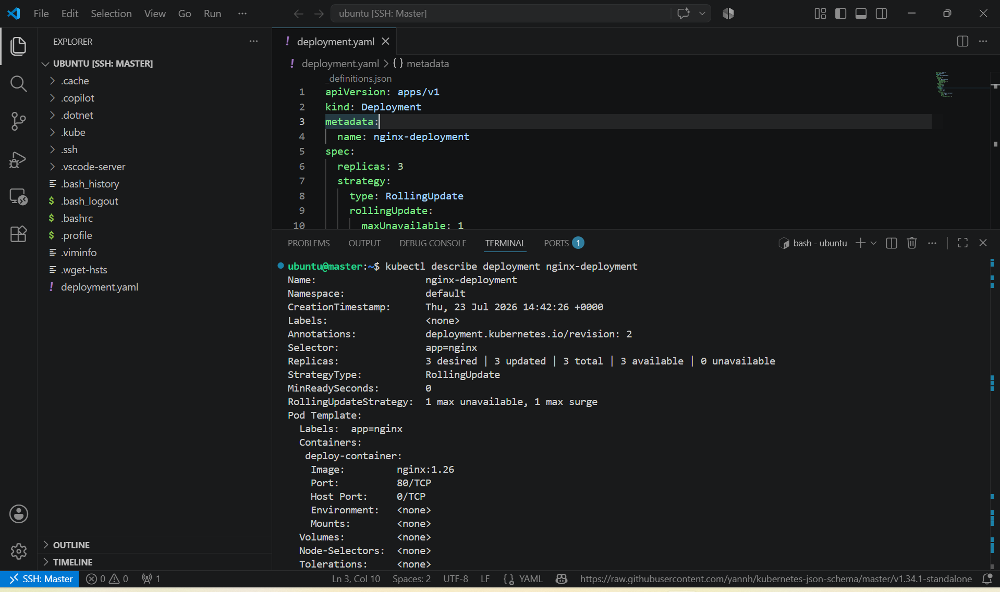 File Edit Selection View Go Run ···
ubuntu [SSH: Master]
EXPLORER
UBUNTU [SSH: MASTER]
.cache
.copilot
.dotnet
.kube
.ssh
.vscode-server
.bash_history
$ .bash_logout
$ .bashrc
$ .profile
.viminfo
.wget-hsts
! deployment.yaml
OUTLINE
TIMELINE
! deployment.yaml
! deployment.yaml > { } metadata
_definitions.json
1 apiVersion: apps/v1
2 kind: Deployment
3 metadata:
4 name: nginx-deployment
5 spec:
6 replicas: 3
7 strategy:
8 type: RollingUpdate
9 rollingUpdate:
10 maxUnavailable: 1
PROBLEMS OUTPUT DEBUG CONSOLE TERMINAL PORTS 1
bash - ubuntu
ubuntu@master:~$ kubectl describe deployment nginx-deployment
Name: nginx-deployment
Namespace: default
CreationTimestamp: Thu, 23 Jul 2026 14:42:26 +0000
Labels: <none>
Annotations: deployment.kubernetes.io/revision: 2
Selector: app=nginx
Replicas: 3 desired | 3 updated | 3 total | 3 available | 0 unavailable
StrategyType: RollingUpdate
MinReadySeconds: 0
RollingUpdateStrategy: 1 max unavailable, 1 max surge
Pod Template:
Labels: app=nginx
Containers:
deploy-container:
Image: nginx:1.26
Port: 80/TCP
Host Port: 0/TCP
Environment: <none>
Mounts: <none>
Volumes: <none>
Node-Selectors: <none>
Tolerations: <none>
SSH: Master 0 0 1 Ln 3, Col 10 Spaces: 2 UTF-8 LF YAML https://raw.githubusercontent.com/yannh/kubernetes-json-schema/master/v1.34.1-standalone